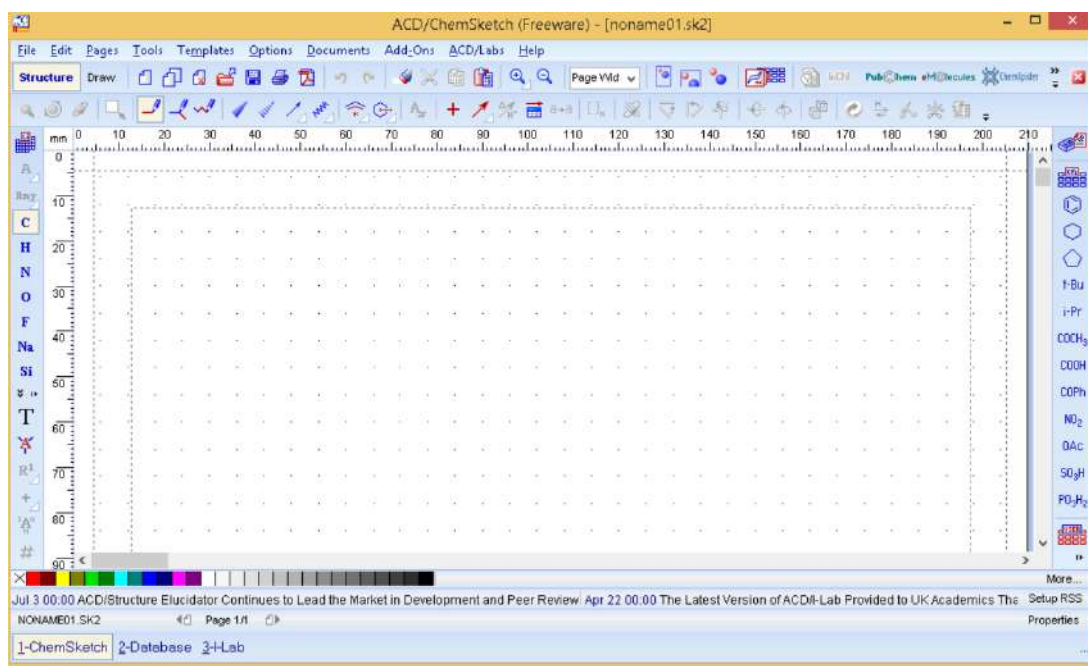 ACD/ChemSketch (Freeware) - [noname01.sk2]
File Edit Pages Tools Templates Options Documents Add-Ons ACD/Labs Help
Structure Draw Page Wid PubChem eMolecules ChemSpider
mm 0 10 20 30 40 50 60 70 80 90 100 110 120 130 140 150 160 170 180 190 200 210
0
A
Any 10
C
H 20
N
O 30
F
Na 40
Si
50
T 60
A
R1 70
+
"A" 80
#
90
t-Bu
i-Pr
COCH3
COOH
COPh
NO2
OAc
SO3H
PO3H2
More...
Jul 3 00:00 ACD/Structure Elucidator Continues to Lead the Market in Development and Peer Review Apr 22 00:00 The Latest Version of ACD/I-Lab Provided to UK Academics Tha Setup RSS
NONAME01.SK2 Page 1/1 Properties
1-ChemSketch 2-Database 3-I-Lab